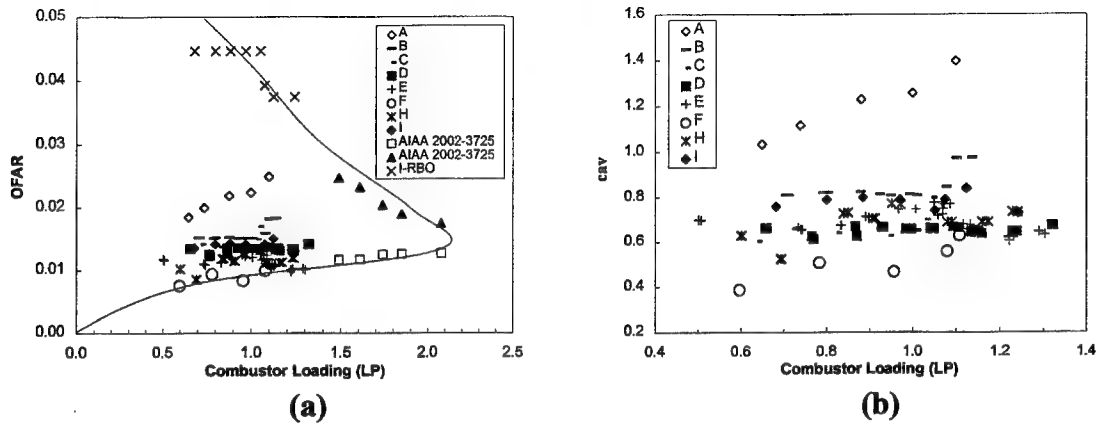 0.05
0.04
0.03
0.02
0.01
0.00
OFAR
0.0
0.5
1.0
1.5
2.0
2.5
Combustor Loading (LP)
A
B
C
D
E
F
H
I
AIAA 2002-3725
AIAA 2002-3725
I-RBO
(a)
1.6
1.4
1.2
1.0
0.8
0.6
0.4
0.2
cav
0.4
0.6
0.8
1.0
1.2
1.4
Combustor Loading (LP)
A
B
C
D
E
F
H
I
(b)